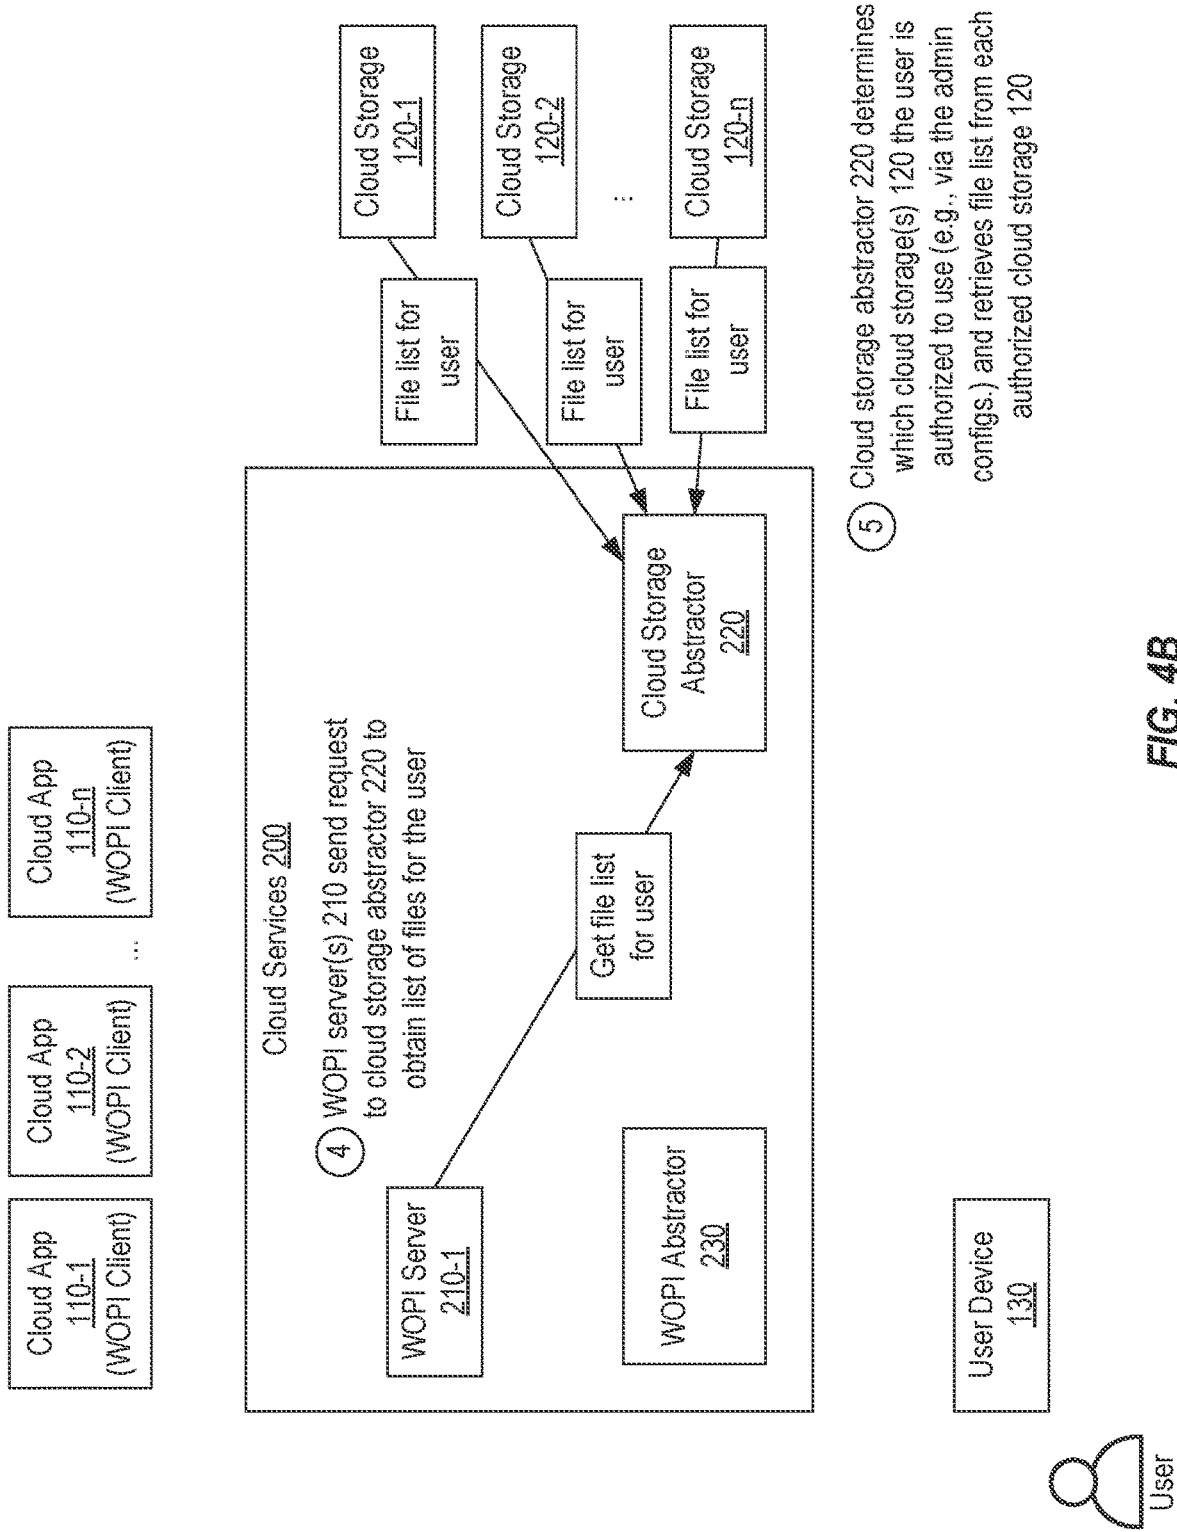 Cloud App
110-1
(WOPI Client)
Cloud App
110-2
(WOPI Client)
...
Cloud App
110-n
(WOPI Client)
Cloud Services 200
4
WOPI server(s) 210 send request
to cloud storage abstractor 220 to
obtain list of files for the user
WOPI Server
210-1
Get file list
for user
WOPI Abstractor
230
Cloud Storage
Abstractor
220
File list for
user
Cloud Storage
120-1
File list for
user
Cloud Storage
120-2
...
File list for
user
Cloud Storage
120-n
5
Cloud storage abstractor 220 determines
which cloud storage(s) 120 the user is
authorized to use (e.g., via the admin
configs.) and retrieves file list from each
authorized cloud storage 120
User Device
130
User
FIG. 4B